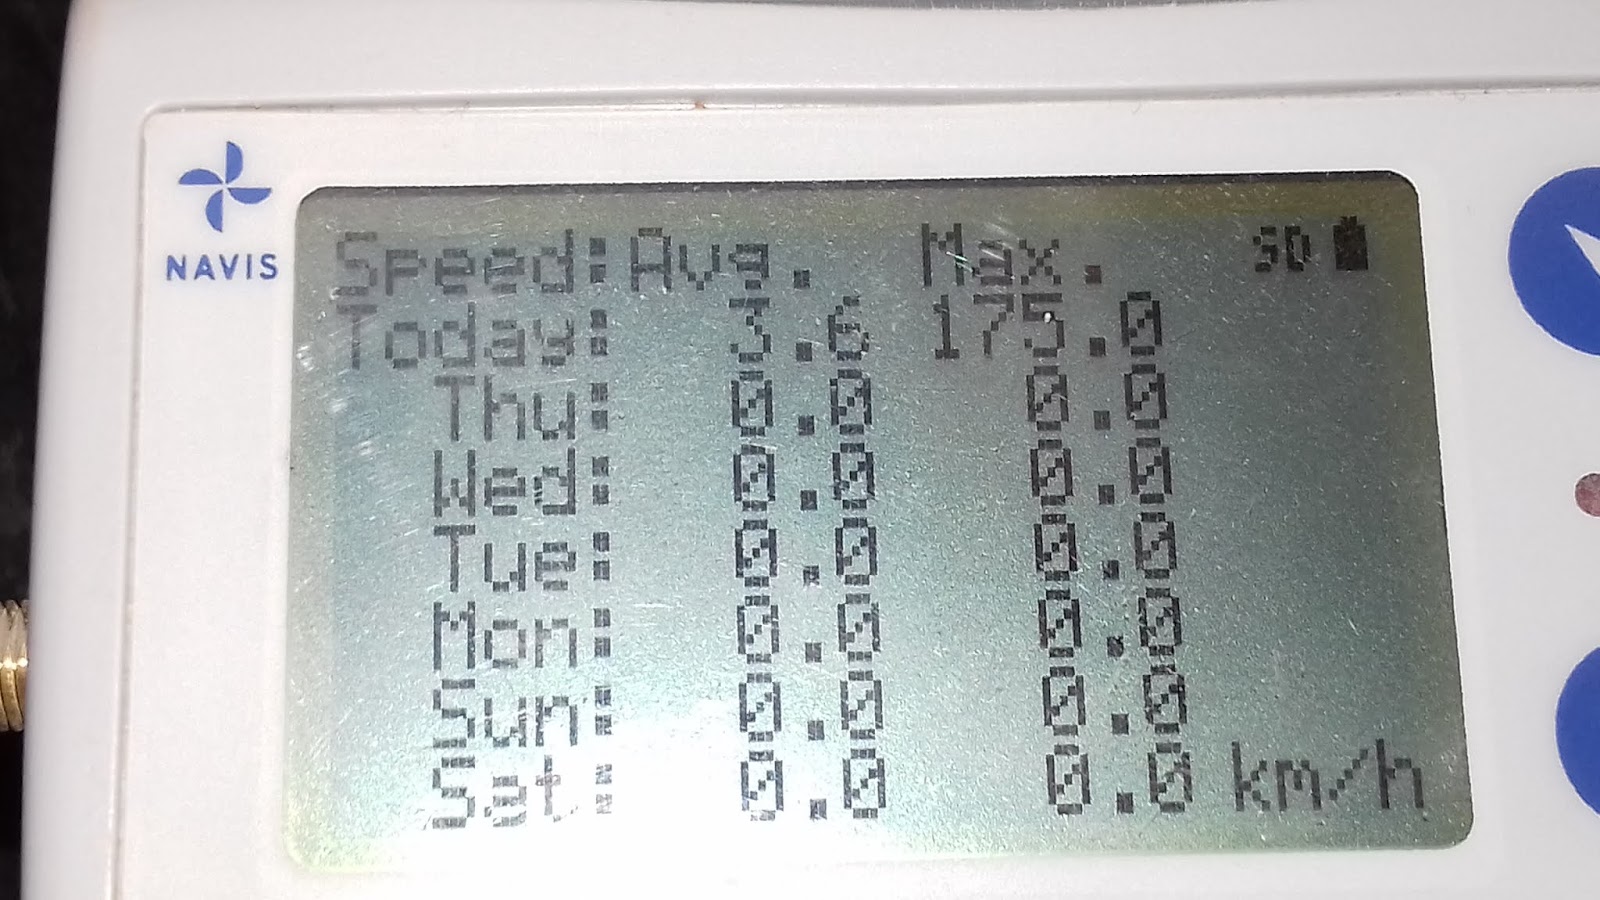 NAVIS
Speed: Avg. Max. SD
Today: 3.6 175.0
Thu: 0.0 0.0
Wed: 0.0 0.0
Tue: 0.0 0.0
Mon: 0.0 0.0
Sun: 0.0 0.0
Sat: 0.0 0.0 km/h